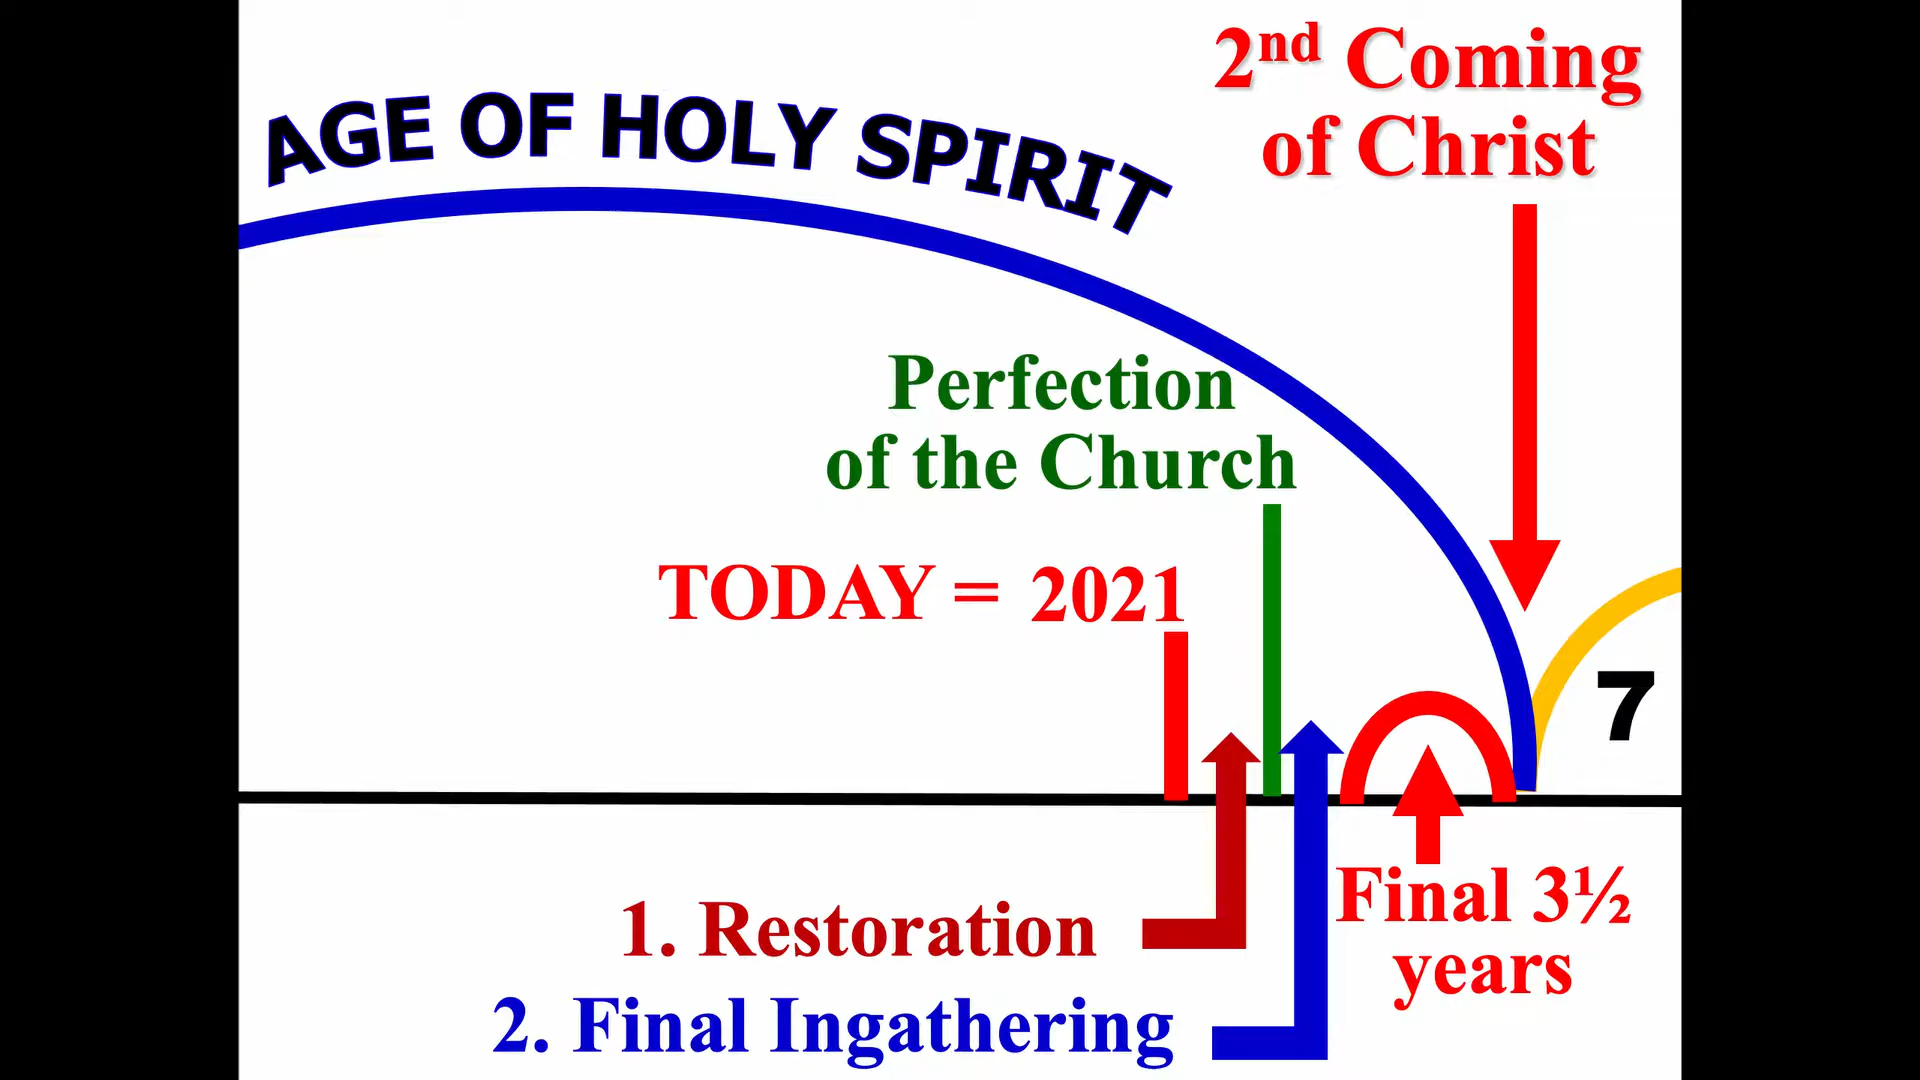 2nd Coming
of Christ
AGE OF HOLY SPIRIT
Perfection
of the Church
TODAY = 2021
7
Final 3½
years
1. Restoration
2. Final Ingathering